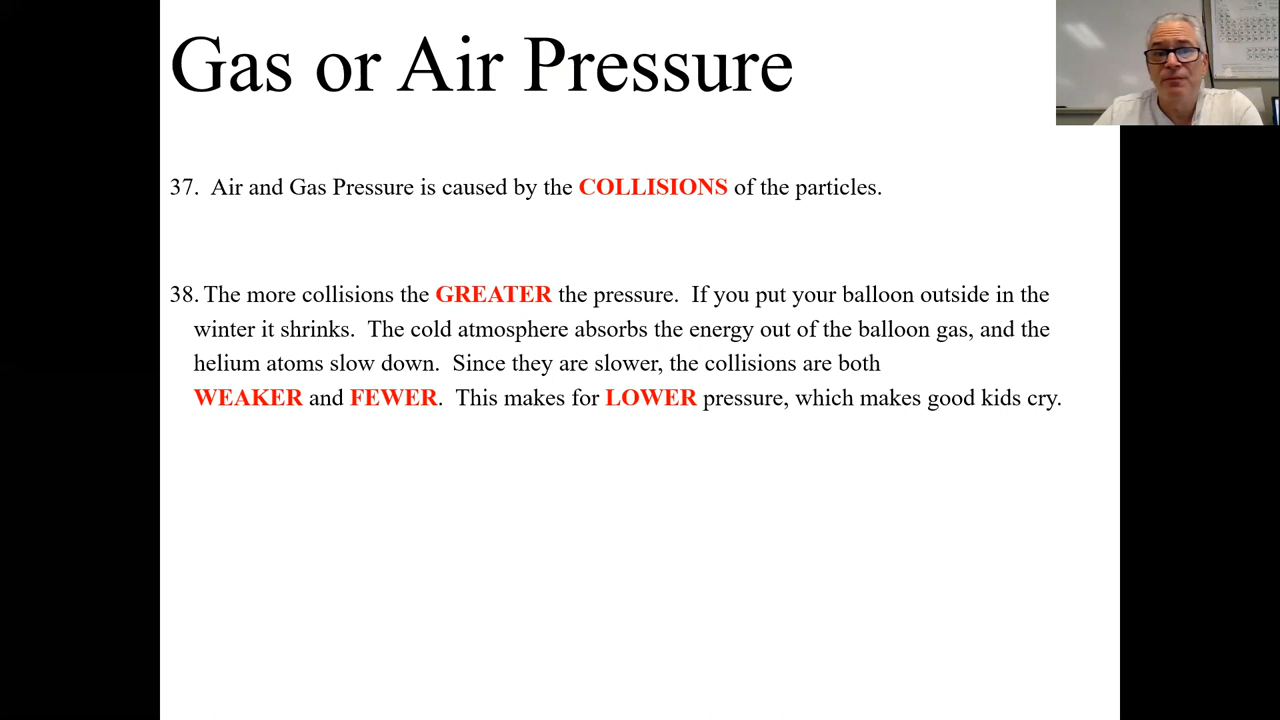 Gas or Air Pressure
37. Air and Gas Pressure is caused by the COLLISIONS of the particles.
38. The more collisions the GREATER the pressure. If you put your balloon outside in the
winter it shrinks. The cold atmosphere absorbs the energy out of the balloon gas, and the
helium atoms slow down. Since they are slower, the collisions are both
WEAKER and FEWER. This makes for LOWER pressure, which makes good kids cry.